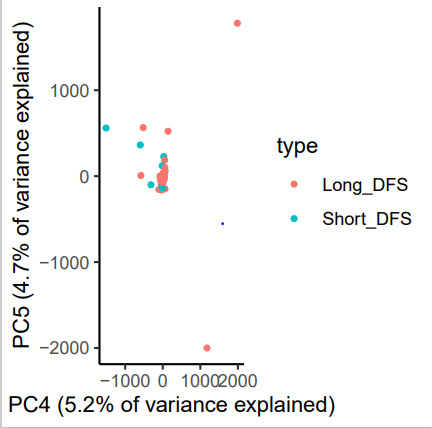 PC5 (4.7% of variance explained)
1000
0
−1000
−2000
−1000 0 1000 2000
PC4 (5.2% of variance explained)
type
Long_DFS
Short_DFS